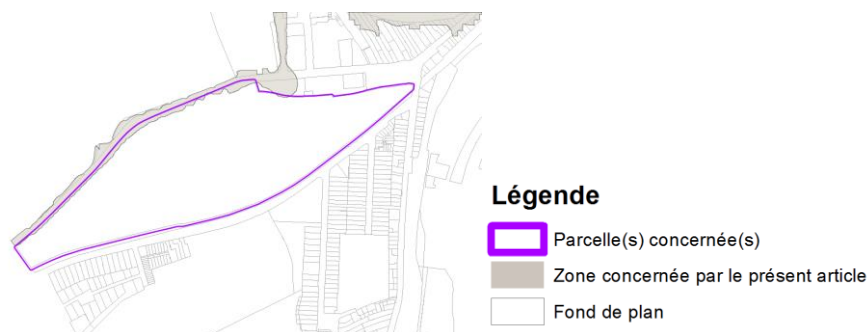 Légende
Parcelle(s) concernée(s)
Zone concernée par le présent article
Fond de plan